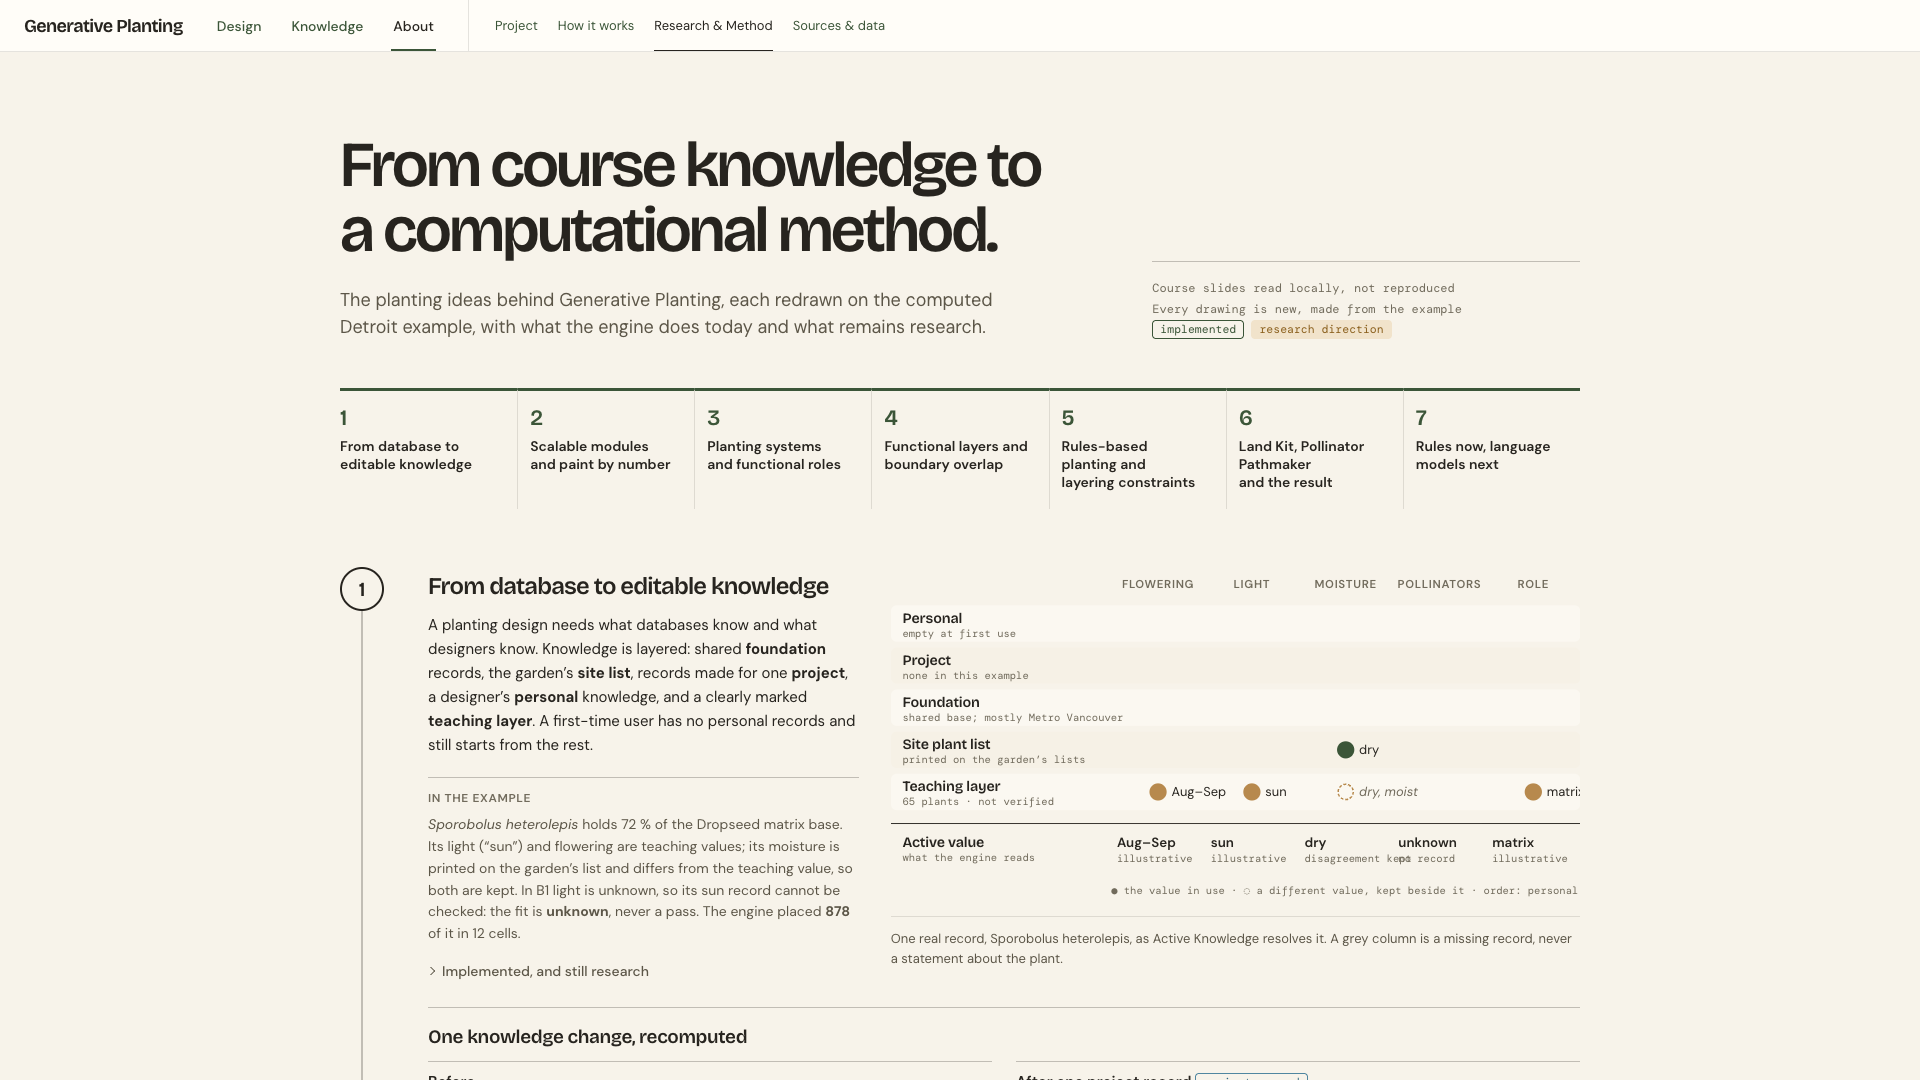 Generative Planting
Design
Knowledge
About
Project
How it works
Research & Method
Sources & data
From course knowledge to
a computational method.
The planting ideas behind Generative Planting, each redrawn on the computed
Detroit example, with what the engine does today and what remains research.
Course slides read locally, not reproduced
Every drawing is new, made from the example
implemented research direction
1
From database to
editable knowledge
2
Scalable modules
and paint by number
3
Planting systems
and functional roles
4
Functional layers and
boundary overlap
5
Rules-based
planting and
layering constraints
6
Land Kit, Pollinator
Pathmaker
and the result
7
Rules now, language
models next
1
From database to editable knowledge
A planting design needs what databases know and what
designers know. Knowledge is layered: shared foundation
records, the garden’s site list, records made for one project,
a designer’s personal knowledge, and a clearly marked
teaching layer. A first-time user has no personal records and
still starts from the rest.
IN THE EXAMPLE
Sporobolus heterolepis holds 72 % of the Dropseed matrix base.
Its light (“sun”) and flowering are teaching values; its moisture is
printed on the garden’s list and differs from the teaching value, so
both are kept. In B1 light is unknown, so its sun record cannot be
checked: the fit is unknown, never a pass. The engine placed 878
of it in 12 cells.
Implemented, and still research
FLOWERING LIGHT MOISTURE POLLINATORS ROLE
Personal
empty at first use
Project
none in this example
Foundation
shared base; mostly Metro Vancouver
Site plant list
printed on the garden’s lists
dry
Teaching layer
65 plants · not verified
Aug–Sep sun dry, moist matrix
Active value
what the engine reads
Aug–Sep sun dry unknown matrix
illustrative illustrative disagreement kept no record illustrative
● the value in use · ◌ a different value, kept beside it · order: personal
One real record, Sporobolus heterolepis, as Active Knowledge resolves it. A grey column is a missing record, never
a statement about the plant.
One knowledge change, recomputed
Before
After one project record